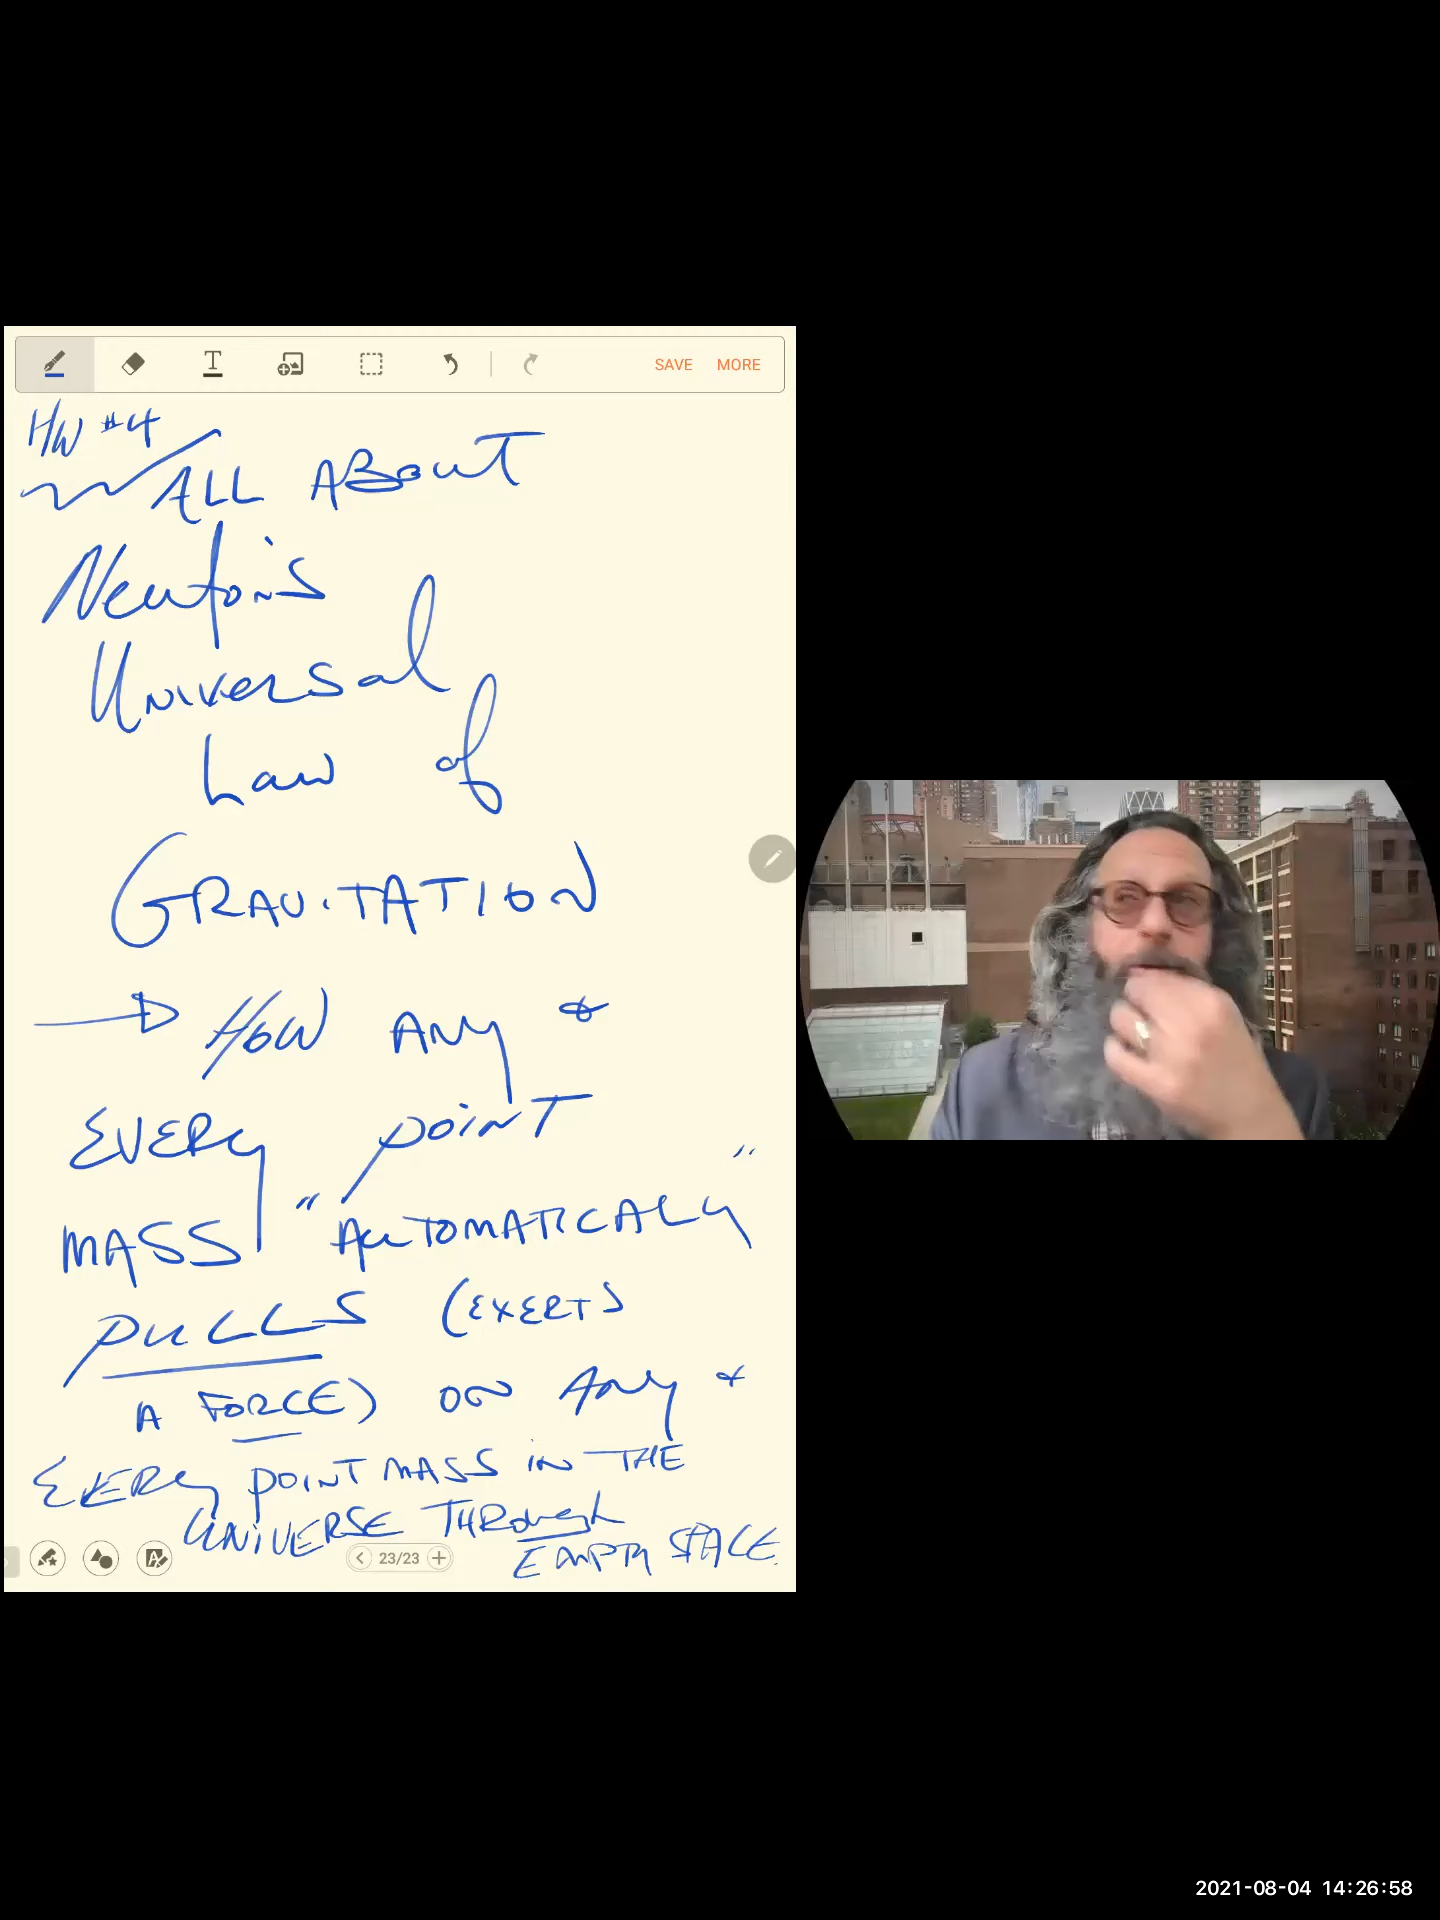 SAVE MORE
HW #4
ALL ABOUT
Newton's
Universal
Law of
GRAVITATION
HOW ANY &
EVERY POINT
MASS "AUTOMATICALY"
PULLS (EXERTS
A FORCE) ON ANY &
EVERY POINT MASS IN THE
UNIVERSE THROUGH
EMPTY SPACE.
23/23
2021-08-04 14:26:58